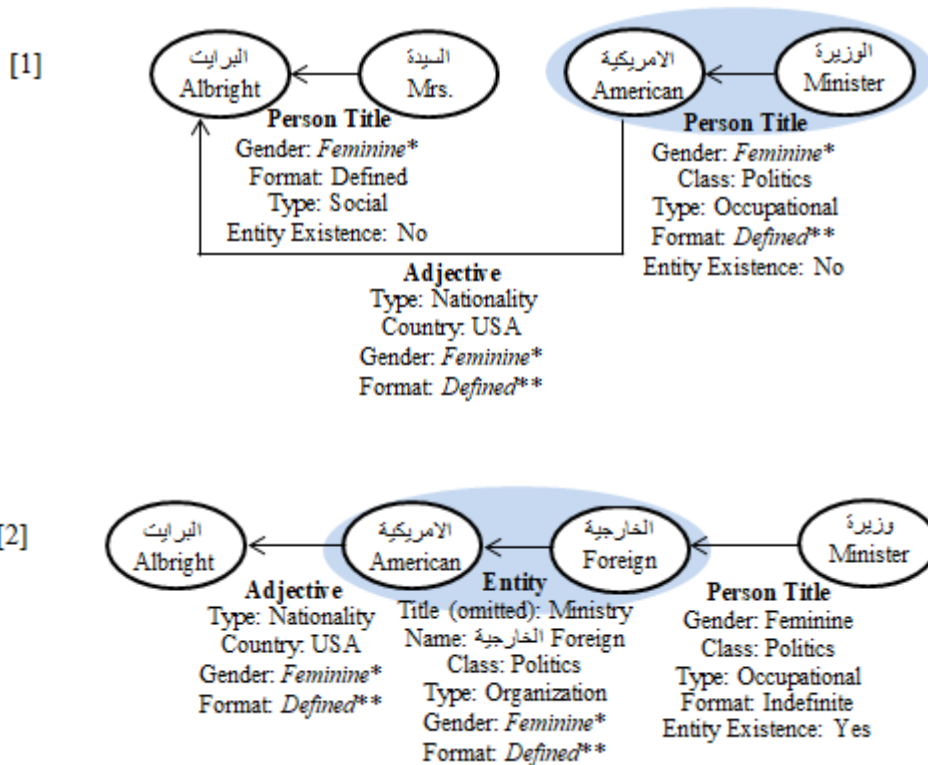 [1]
البرايت
Albright
السيدة
Mrs.
الامريكية
American
الوزيرة
Minister
Person Title
Gender: Feminine*
Format: Defined
Type: Social
Entity Existence: No
Person Title
Gender: Feminine*
Class: Politics
Type: Occupational
Format: Defined**
Entity Existence: No
Adjective
Type: Nationality
Country: USA
Gender: Feminine*
Format: Defined**
[2]
البرايت
Albright
الامريكية
American
الخارجية
Foreign
وزيرة
Minister
Adjective
Type: Nationality
Country: USA
Gender: Feminine*
Format: Defined**
Entity
Title (omitted): Ministry
Name: الخارجية Foreign
Class: Politics
Type: Organization
Gender: Feminine*
Format: Defined**
Person Title
Gender: Feminine
Class: Politics
Type: Occupational
Format: Indefinite
Entity Existence: Yes